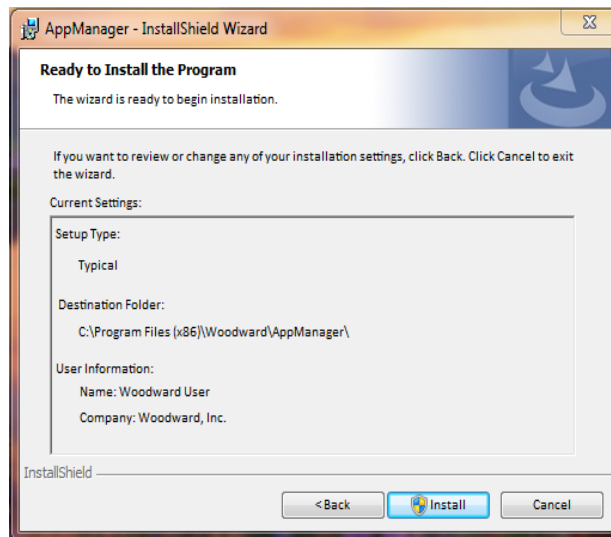 AppManager - InstallShield Wizard
Ready to Install the Program
The wizard is ready to begin installation.
If you want to review or change any of your installation settings, click Back. Click Cancel to exit
the wizard.
Current Settings:
Setup Type:
Typical
Destination Folder:
C:\Program Files (x86)\Woodward\AppManager\
User Information:
Name: Woodward User
Company: Woodward, Inc.
InstallShield
< Back
Install
Cancel